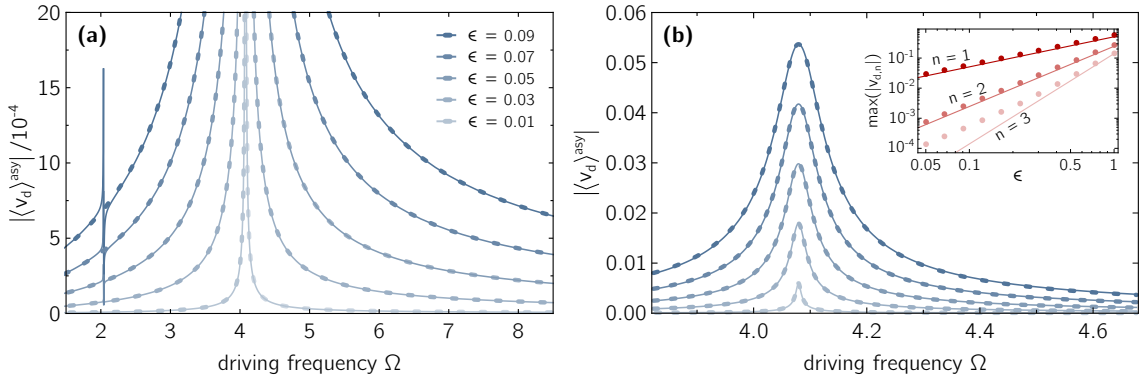 (a)
|⟨v_d⟩^asy| /10^-4
20
15
10
5
0
2
3
4
5
6
7
8
driving frequency Ω
ϵ = 0.09
ϵ = 0.07
ϵ = 0.05
ϵ = 0.03
ϵ = 0.01
(b)
|⟨v_d⟩^asy|
0.06
0.05
0.04
0.03
0.02
0.01
0.00
4.0
4.2
4.4
4.6
driving frequency Ω
max(|v_d,n|)
10^-1
10^-2
10^-3
10^-4
n = 1
n = 2
n = 3
0.05
0.1
0.5
1
ϵ